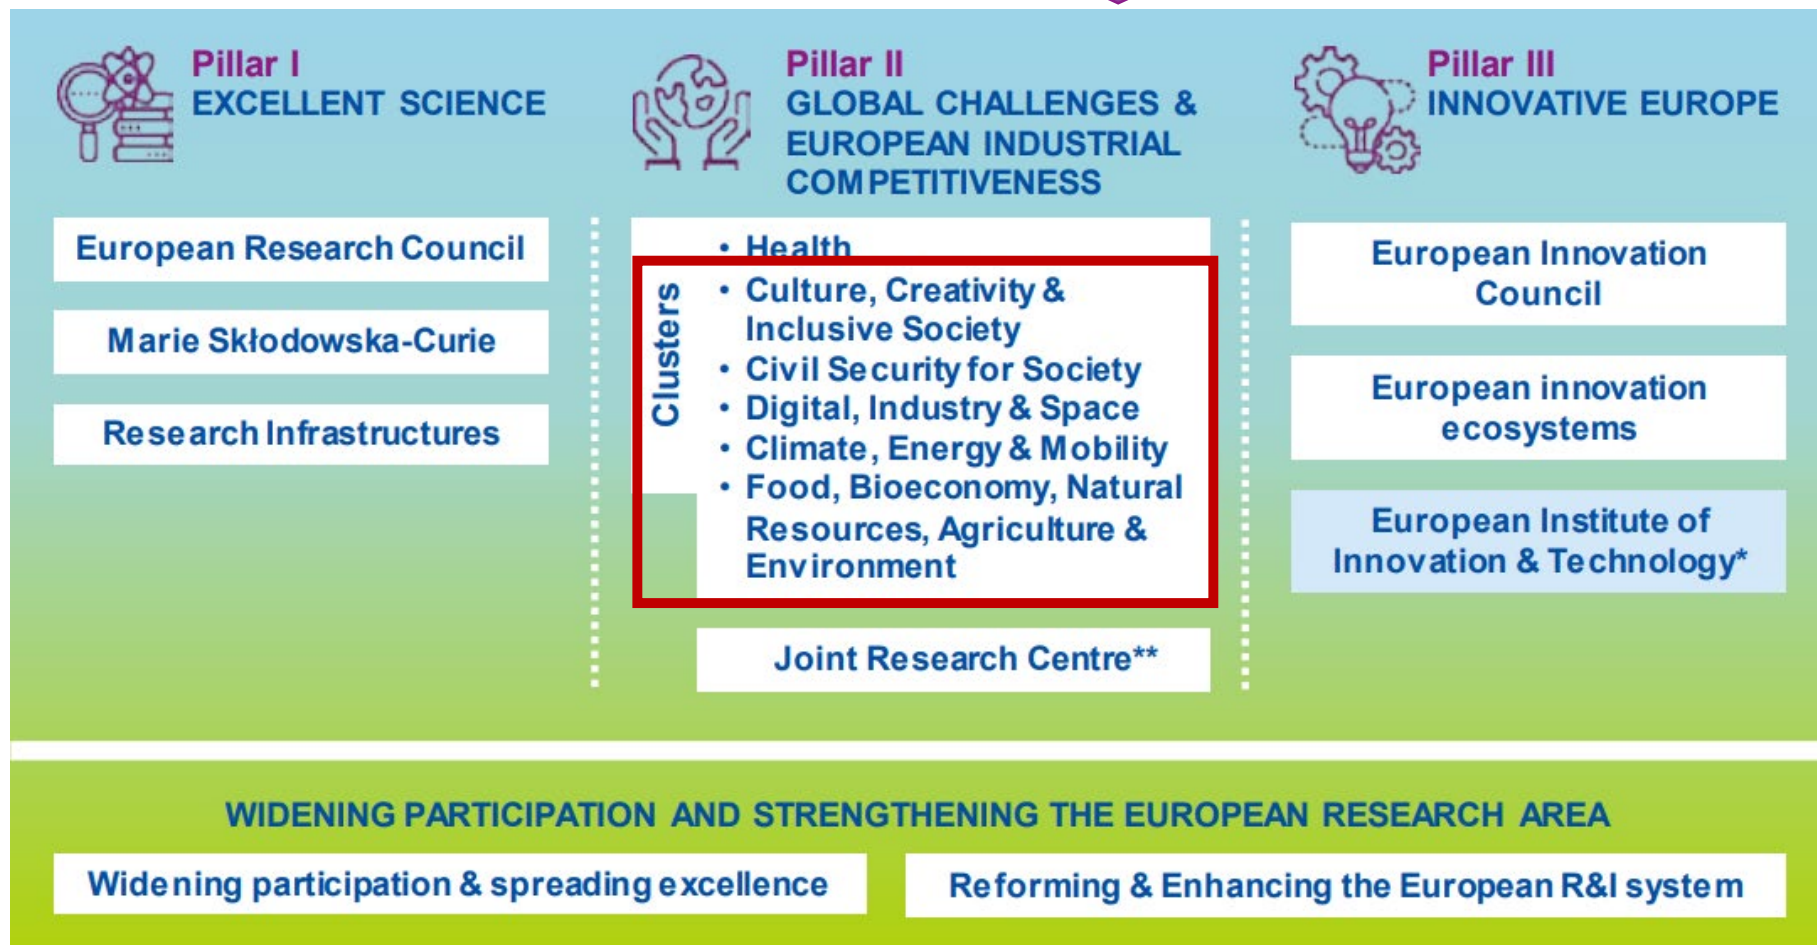 Pillar I
EXCELLENT SCIENCE
European Research Council
Marie Skłodowska-Curie
Research Infrastructures
Pillar II
GLOBAL CHALLENGES &
EUROPEAN INDUSTRIAL
COMPETITIVENESS
Clusters
• Health
• Culture, Creativity &
Inclusive Society
• Civil Security for Society
• Digital, Industry & Space
• Climate, Energy & Mobility
• Food, Bioeconomy, Natural
Resources, Agriculture &
Environment
Joint Research Centre**
Pillar III
INNOVATIVE EUROPE
European Innovation
Council
European innovation
ecosystems
European Institute of
Innovation & Technology*
WIDENING PARTICIPATION AND STRENGTHENING THE EUROPEAN RESEARCH AREA
Widening participation & spreading excellence
Reforming & Enhancing the European R&I system